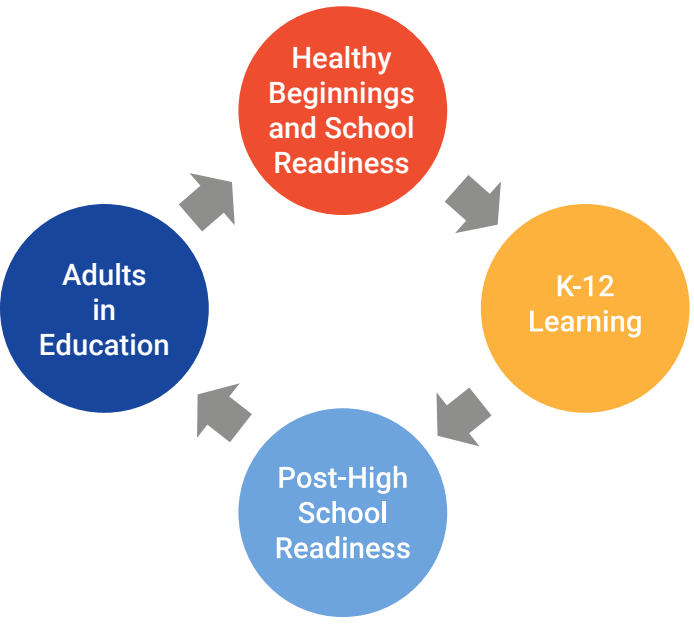 Healthy
Beginnings
and School
Readiness
K-12
Learning
Post-High
School
Readiness
Adults
in
Education